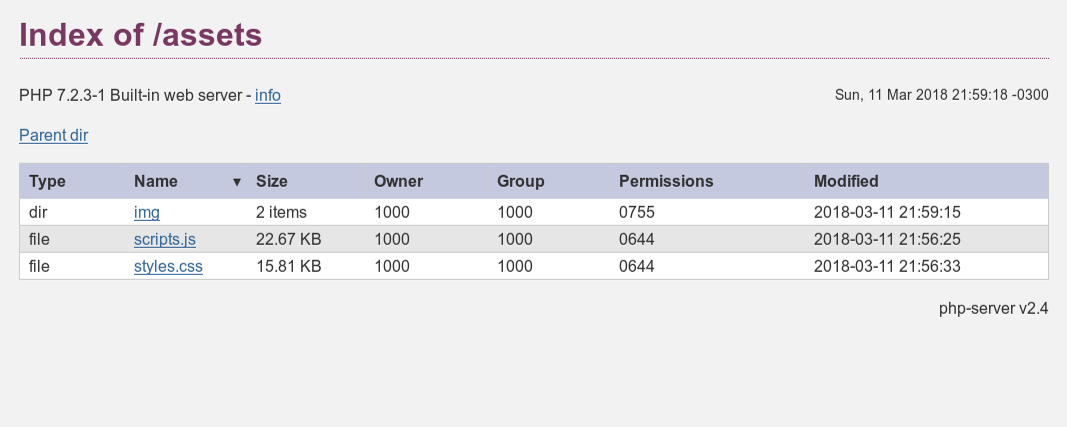 Index of /assets
PHP 7.2.3-1 Built-in web server - info Sun, 11 Mar 2018 21:59:18 -0300
Parent dir
Type Name ▼ Size Owner Group Permissions Modified
dir img 2 items 1000 1000 0755 2018-03-11 21:59:15
file scripts.js 22.67 KB 1000 1000 0644 2018-03-11 21:56:25
file styles.css 15.81 KB 1000 1000 0644 2018-03-11 21:56:33
php-server v2.4